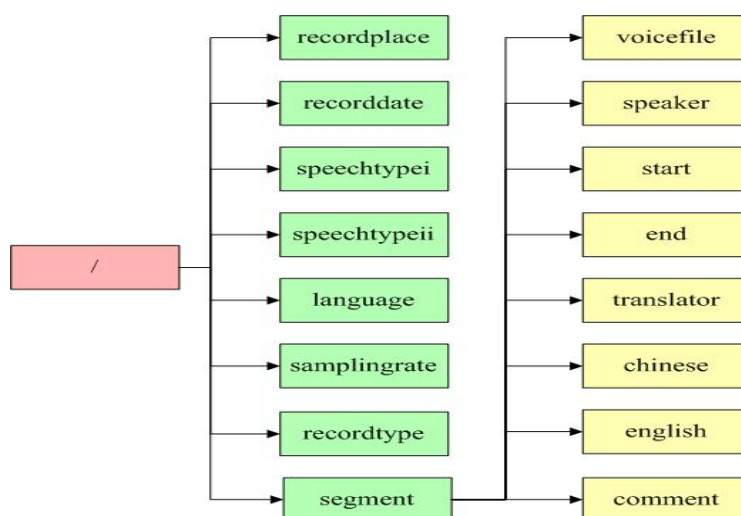 /
recordplace
recorddate
speechtypei
speechtypeii
language
samplingrate
recordtype
segment
voicefile
speaker
start
end
translator
chinese
english
comment